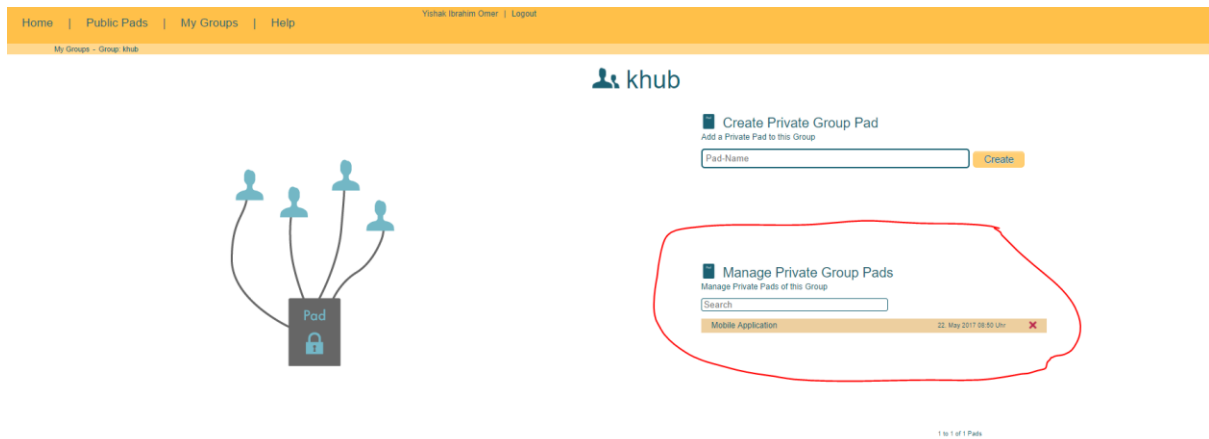 Yishak Ibrahim Omer | Logout
Home | Public Pads | My Groups | Help
My Groups - Group: khub
khub
Create Private Group Pad
Add a Private Pad to this Group
Pad-Name Create
Pad
Manage Private Group Pads
Manage Private Pads of this Group
Search
Mobile Application 22. May 2017 08:50 Uhr
1 to 1 of 1 Pads